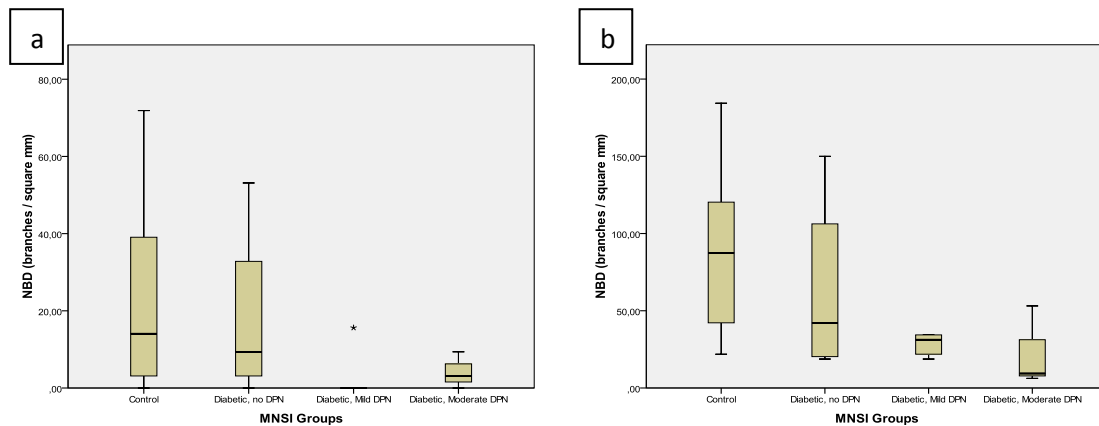 a
80,00
60,00
40,00
20,00
,00
NBD (branches / square mm)
*
Control
Diabetic, no DPN
Diabetic, Mild DPN
Diabetic, Moderate DPN
MNSI Groups
b
200,00
150,00
100,00
50,00
,00
NBD (branches / square mm)
Control
Diabetic, no DPN
Diabetic, Mild DPN
Diabetic, Moderate DPN
MNSI Groups